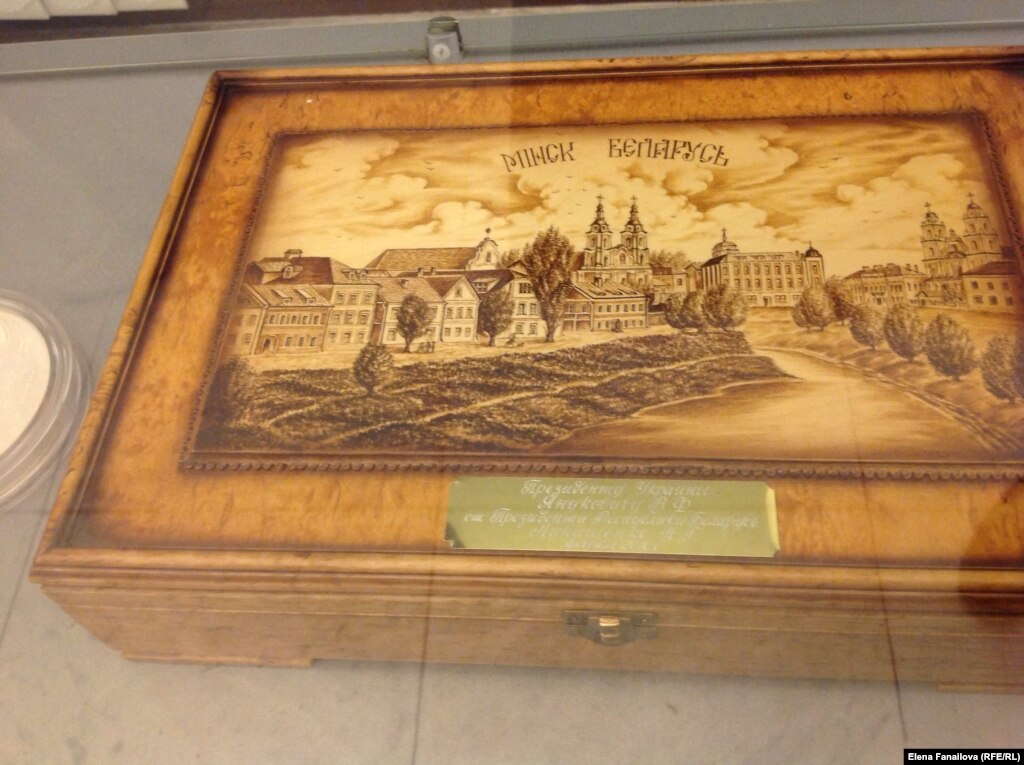 МІНСК БЕЛАРУСЬ
Президенту Украины
Януковичу В.Ф.
от Президента Республики Беларусь
Elena Fanailova (RFE/RL)